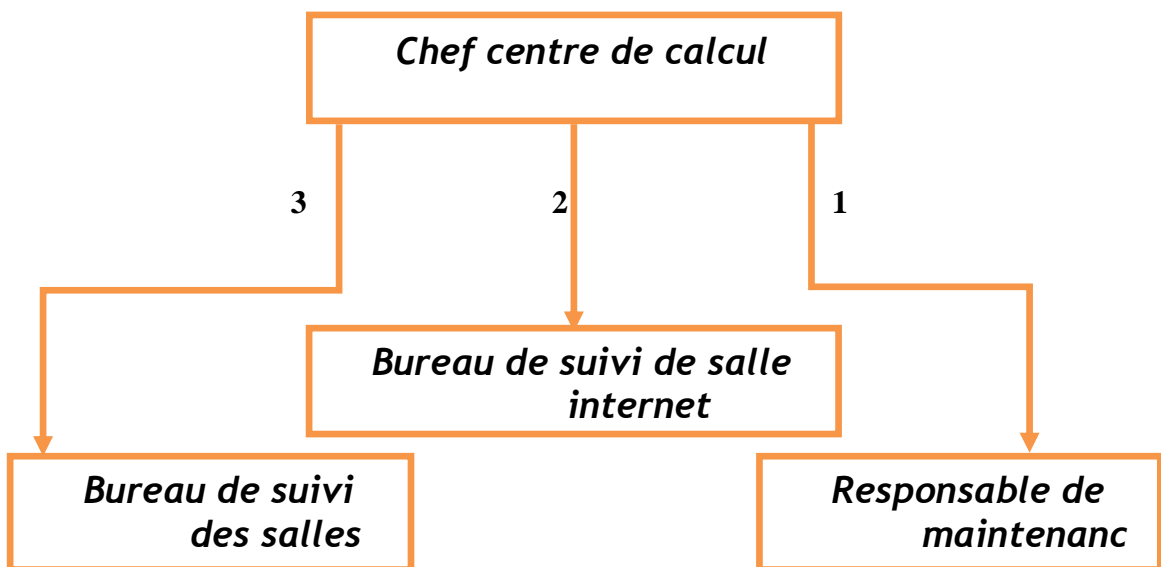 Chef centre de calcul
3
2
1
Bureau de suivi de salle
internet
Bureau de suivi
des salles
Responsable de
maintenanc